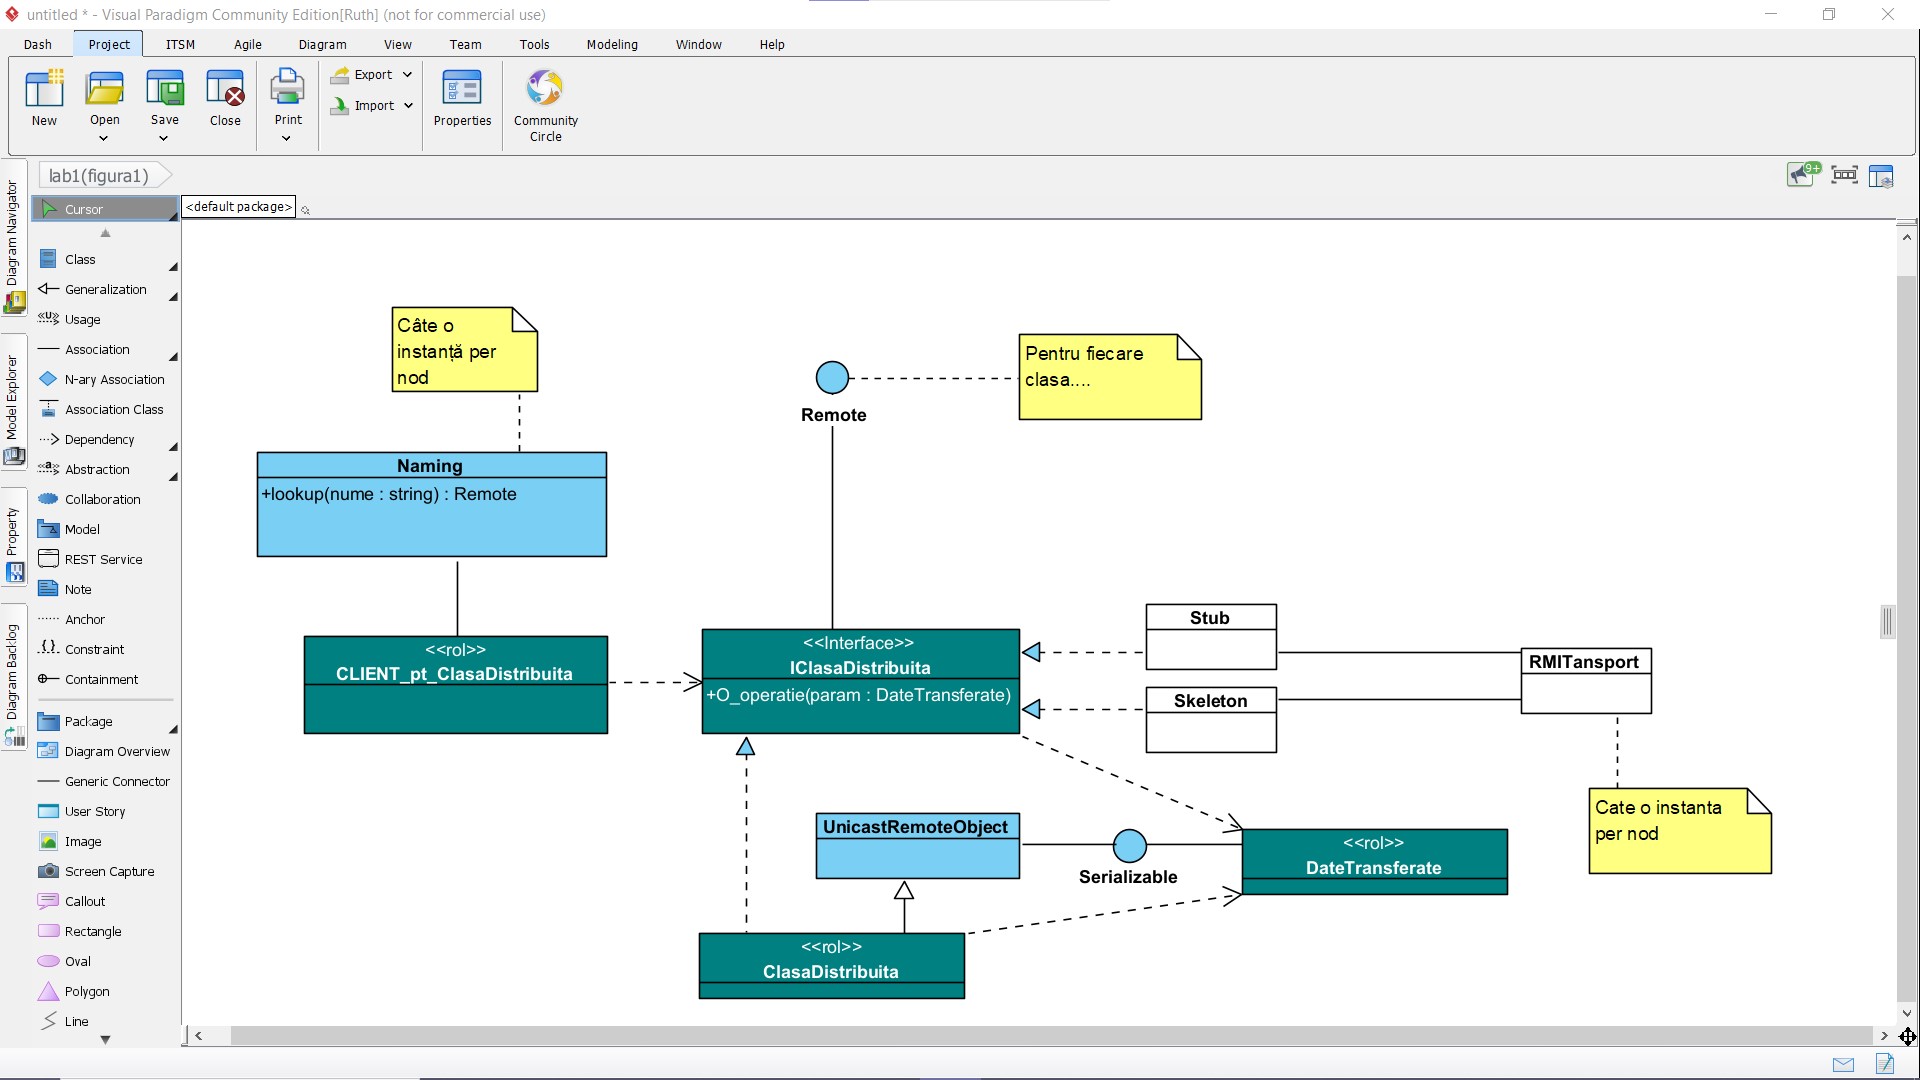 untitled * - Visual Paradigm Community Edition[Ruth] (not for commercial use)
Dash Project ITSM Agile Diagram View Team Tools Modeling Window Help
New Open Save Close Print Export Import Properties Community Circle
lab1(figura1)
9+
Diagram Navigator
Model Explorer
Property
Diagram Backlog
Cursor
<default package>
Class
Generalization
<<U>> Usage
Association
N-ary Association
Association Class
Dependency
<<a>> Abstraction
Collaboration
Model
REST Service
Note
Anchor
{.} Constraint
Containment
Package
Diagram Overview
Generic Connector
User Story
Image
Screen Capture
Callout
Rectangle
Oval
Polygon
Line
Câte o
instanță per
nod
Pentru fiecare
clasa....
Remote
Naming
+lookup(nume : string) : Remote
<<rol>>
CLIENT_pt_ClasaDistribuita
<<Interface>>
IClasaDistribuita
+O_operatie(param : DateTransferate)
Stub
Skeleton
RMITansport
Cate o instanta
per nod
UnicastRemoteObject
Serializable
<<rol>>
DateTransferate
<<rol>>
ClasaDistribuita